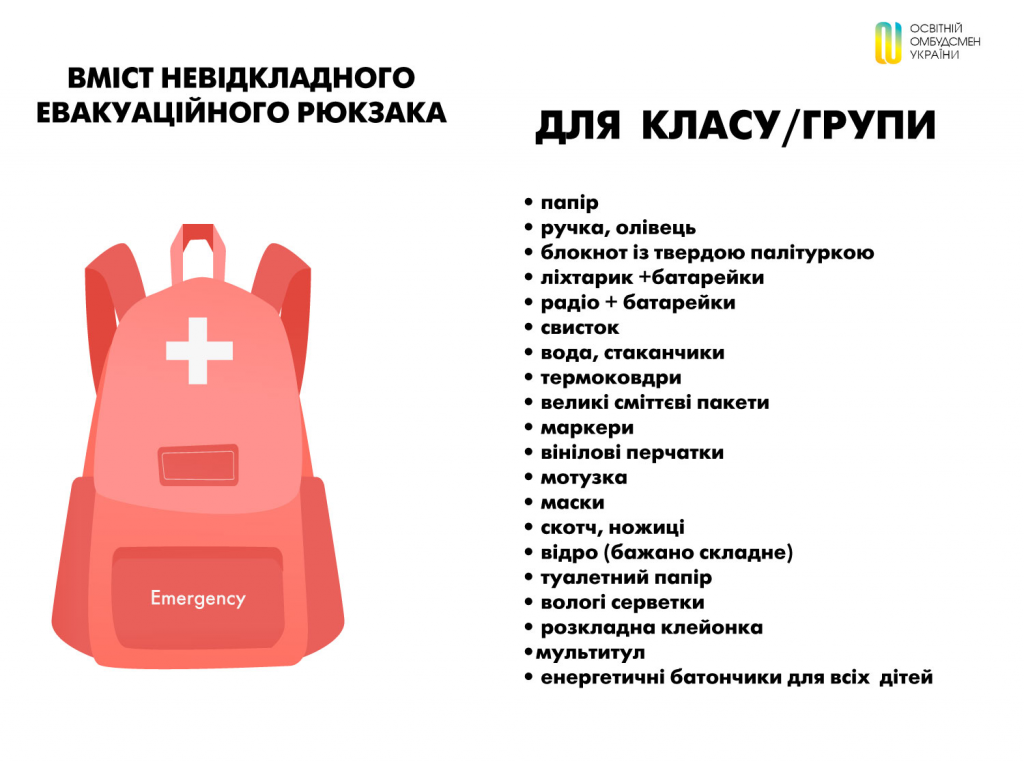 ОСВІТНІЙ
ОМБУДСМЕН
УКРАЇНИ
ВМІСТ НЕВІДКЛАДНОГО
ЕВАКУАЦІЙНОГО РЮКЗАКА
ДЛЯ КЛАСУ/ГРУПИ
• папір
• ручка, олівець
• блокнот із твердою палітуркою
• ліхтарик +батарейки
• радіо + батарейки
• свисток
• вода, стаканчики
• термоковдри
• великі сміттєві пакети
• маркери
• вінілові перчатки
• мотузка
• маски
• скотч, ножиці
• відро (бажано складне)
• туалетний папір
• вологі серветки
• розкладна клейонка
•мультитул
• енергетичні батончики для всіх дітей
Emergency